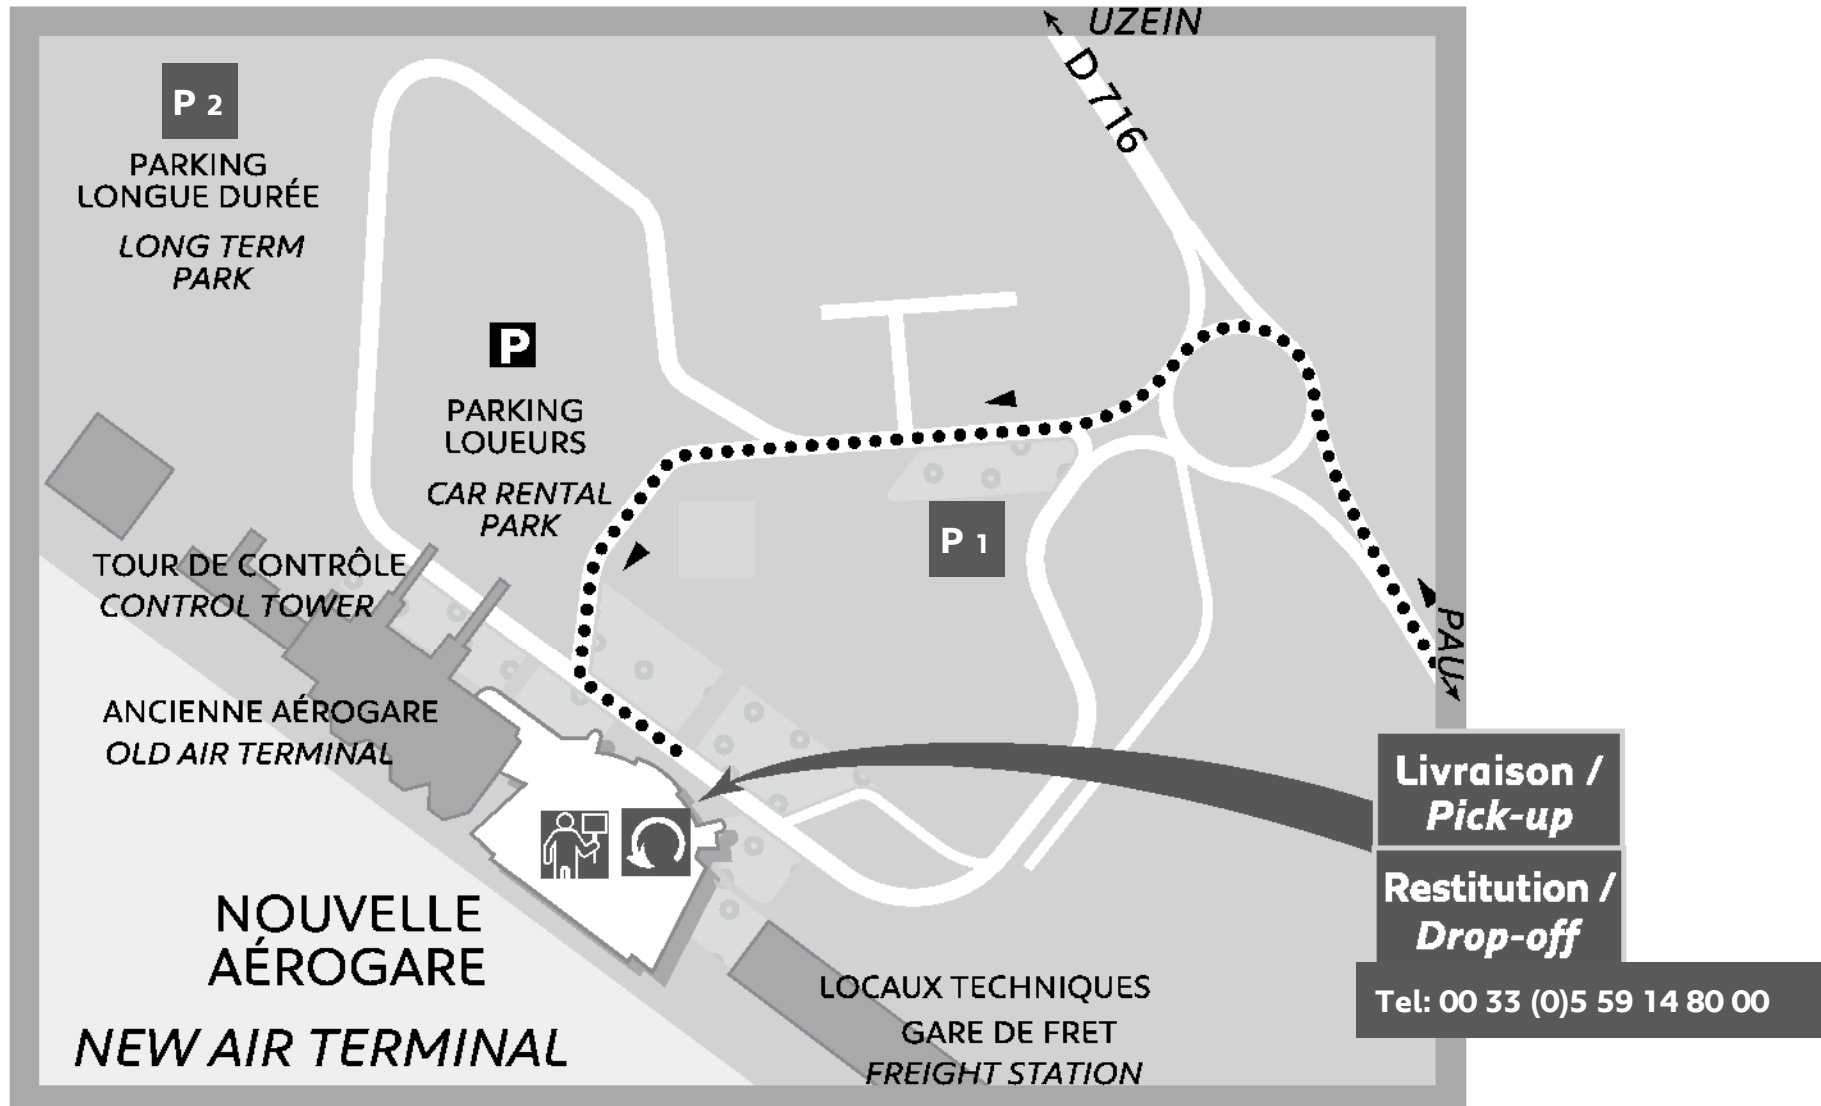 UZEIN
D 716
P 2
PARKING
LONGUE DURÉE
LONG TERM
PARK
P
PARKING
LOUEURS
CAR RENTAL
PARK
P 1
TOUR DE CONTRÔLE
CONTROL TOWER
PAU
ANCIENNE AÉROGARE
OLD AIR TERMINAL
Livraison /
Pick-up
Restitution /
Drop-off
Tel: 00 33 (0)5 59 14 80 00
NOUVELLE
AÉROGARE
NEW AIR TERMINAL
LOCAUX TECHNIQUES
GARE DE FRET
FREIGHT STATION